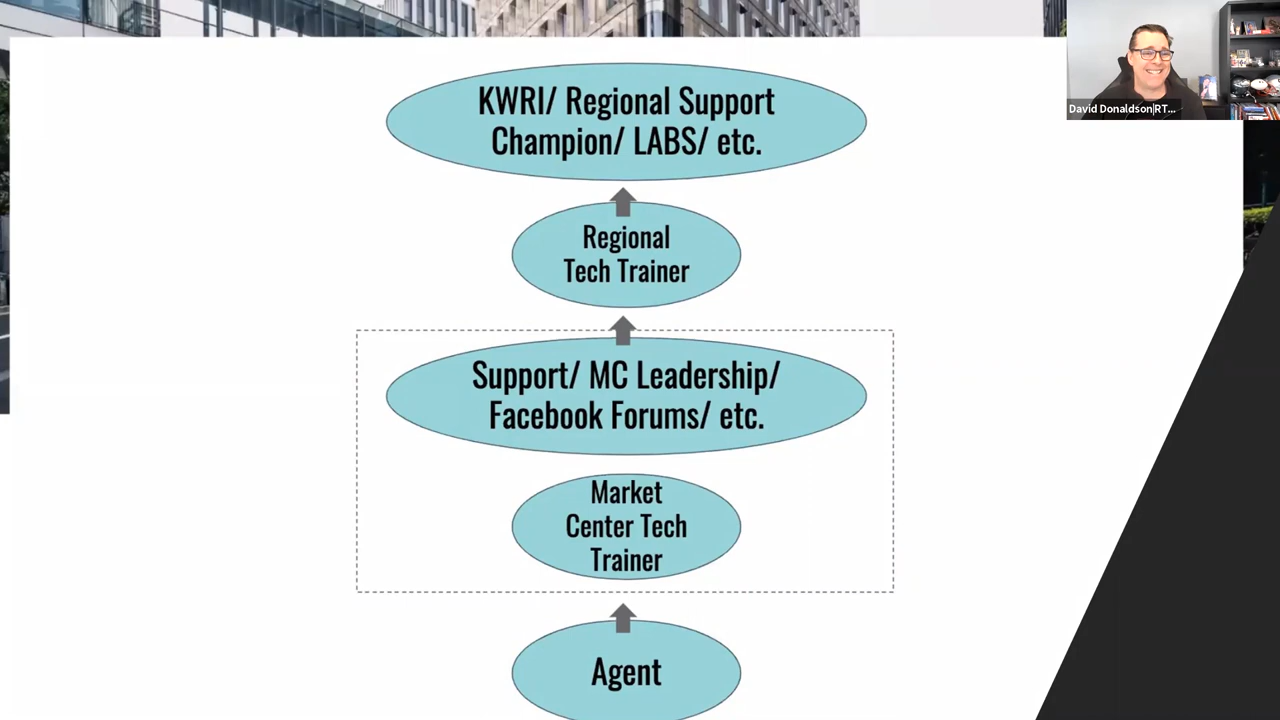 KWRI/ Regional Support
Champion/ LABS/ etc.
David Donaldson|RT...
Regional
Tech Trainer
Support/ MC Leadership/
Facebook Forums/ etc.
Market
Center Tech
Trainer
Agent